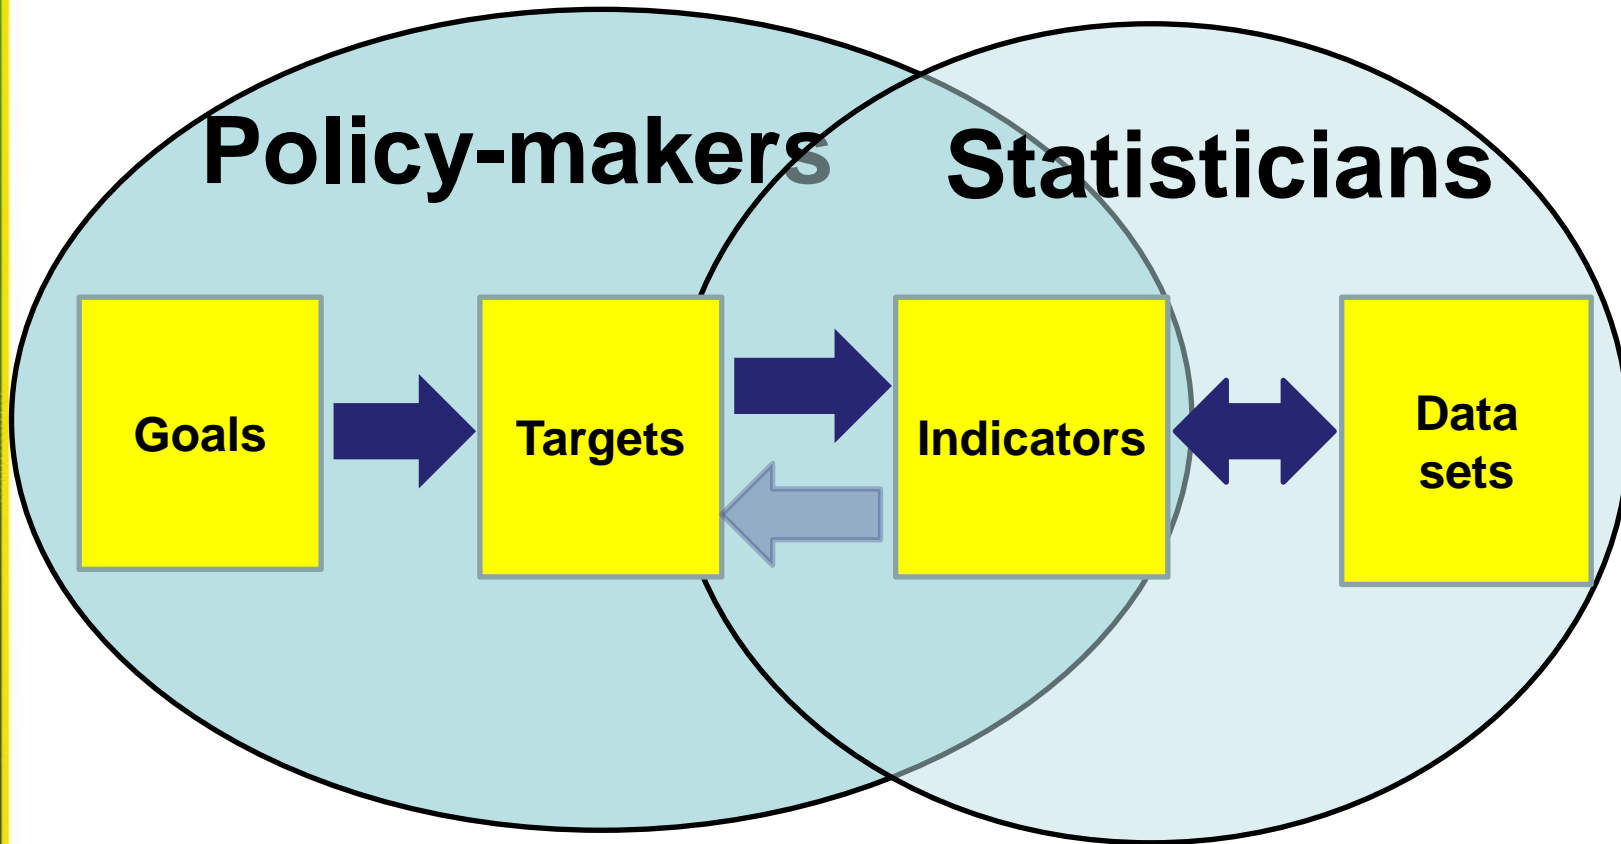 Policy-makers
Statisticians
Goals
Targets
Indicators
Data
sets